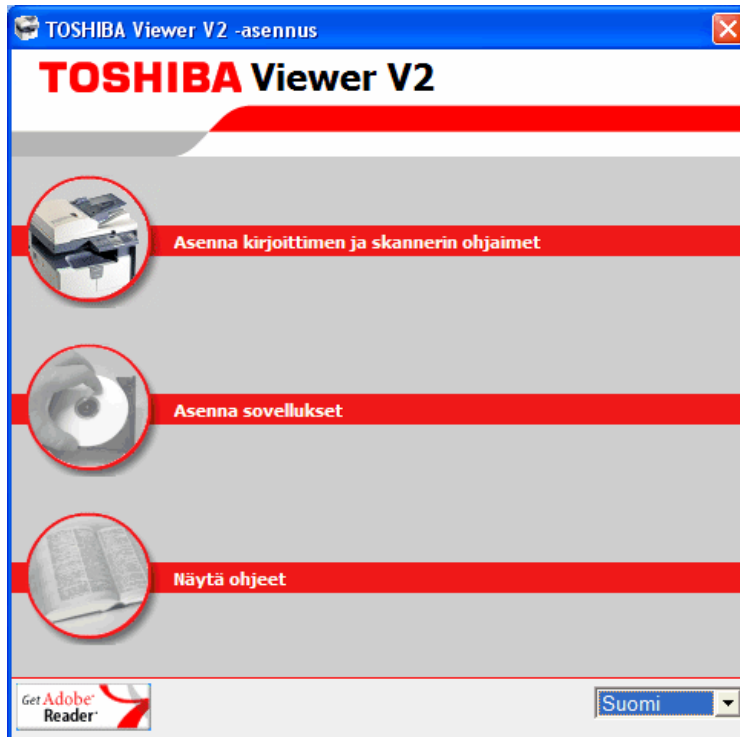 TOSHIBA Viewer V2 -asennus
TOSHIBA Viewer V2
Asenna kirjoittimen ja skannerin ohjaimet
Asenna sovellukset
Näytä ohjeet
Get Adobe
Reader
Suomi